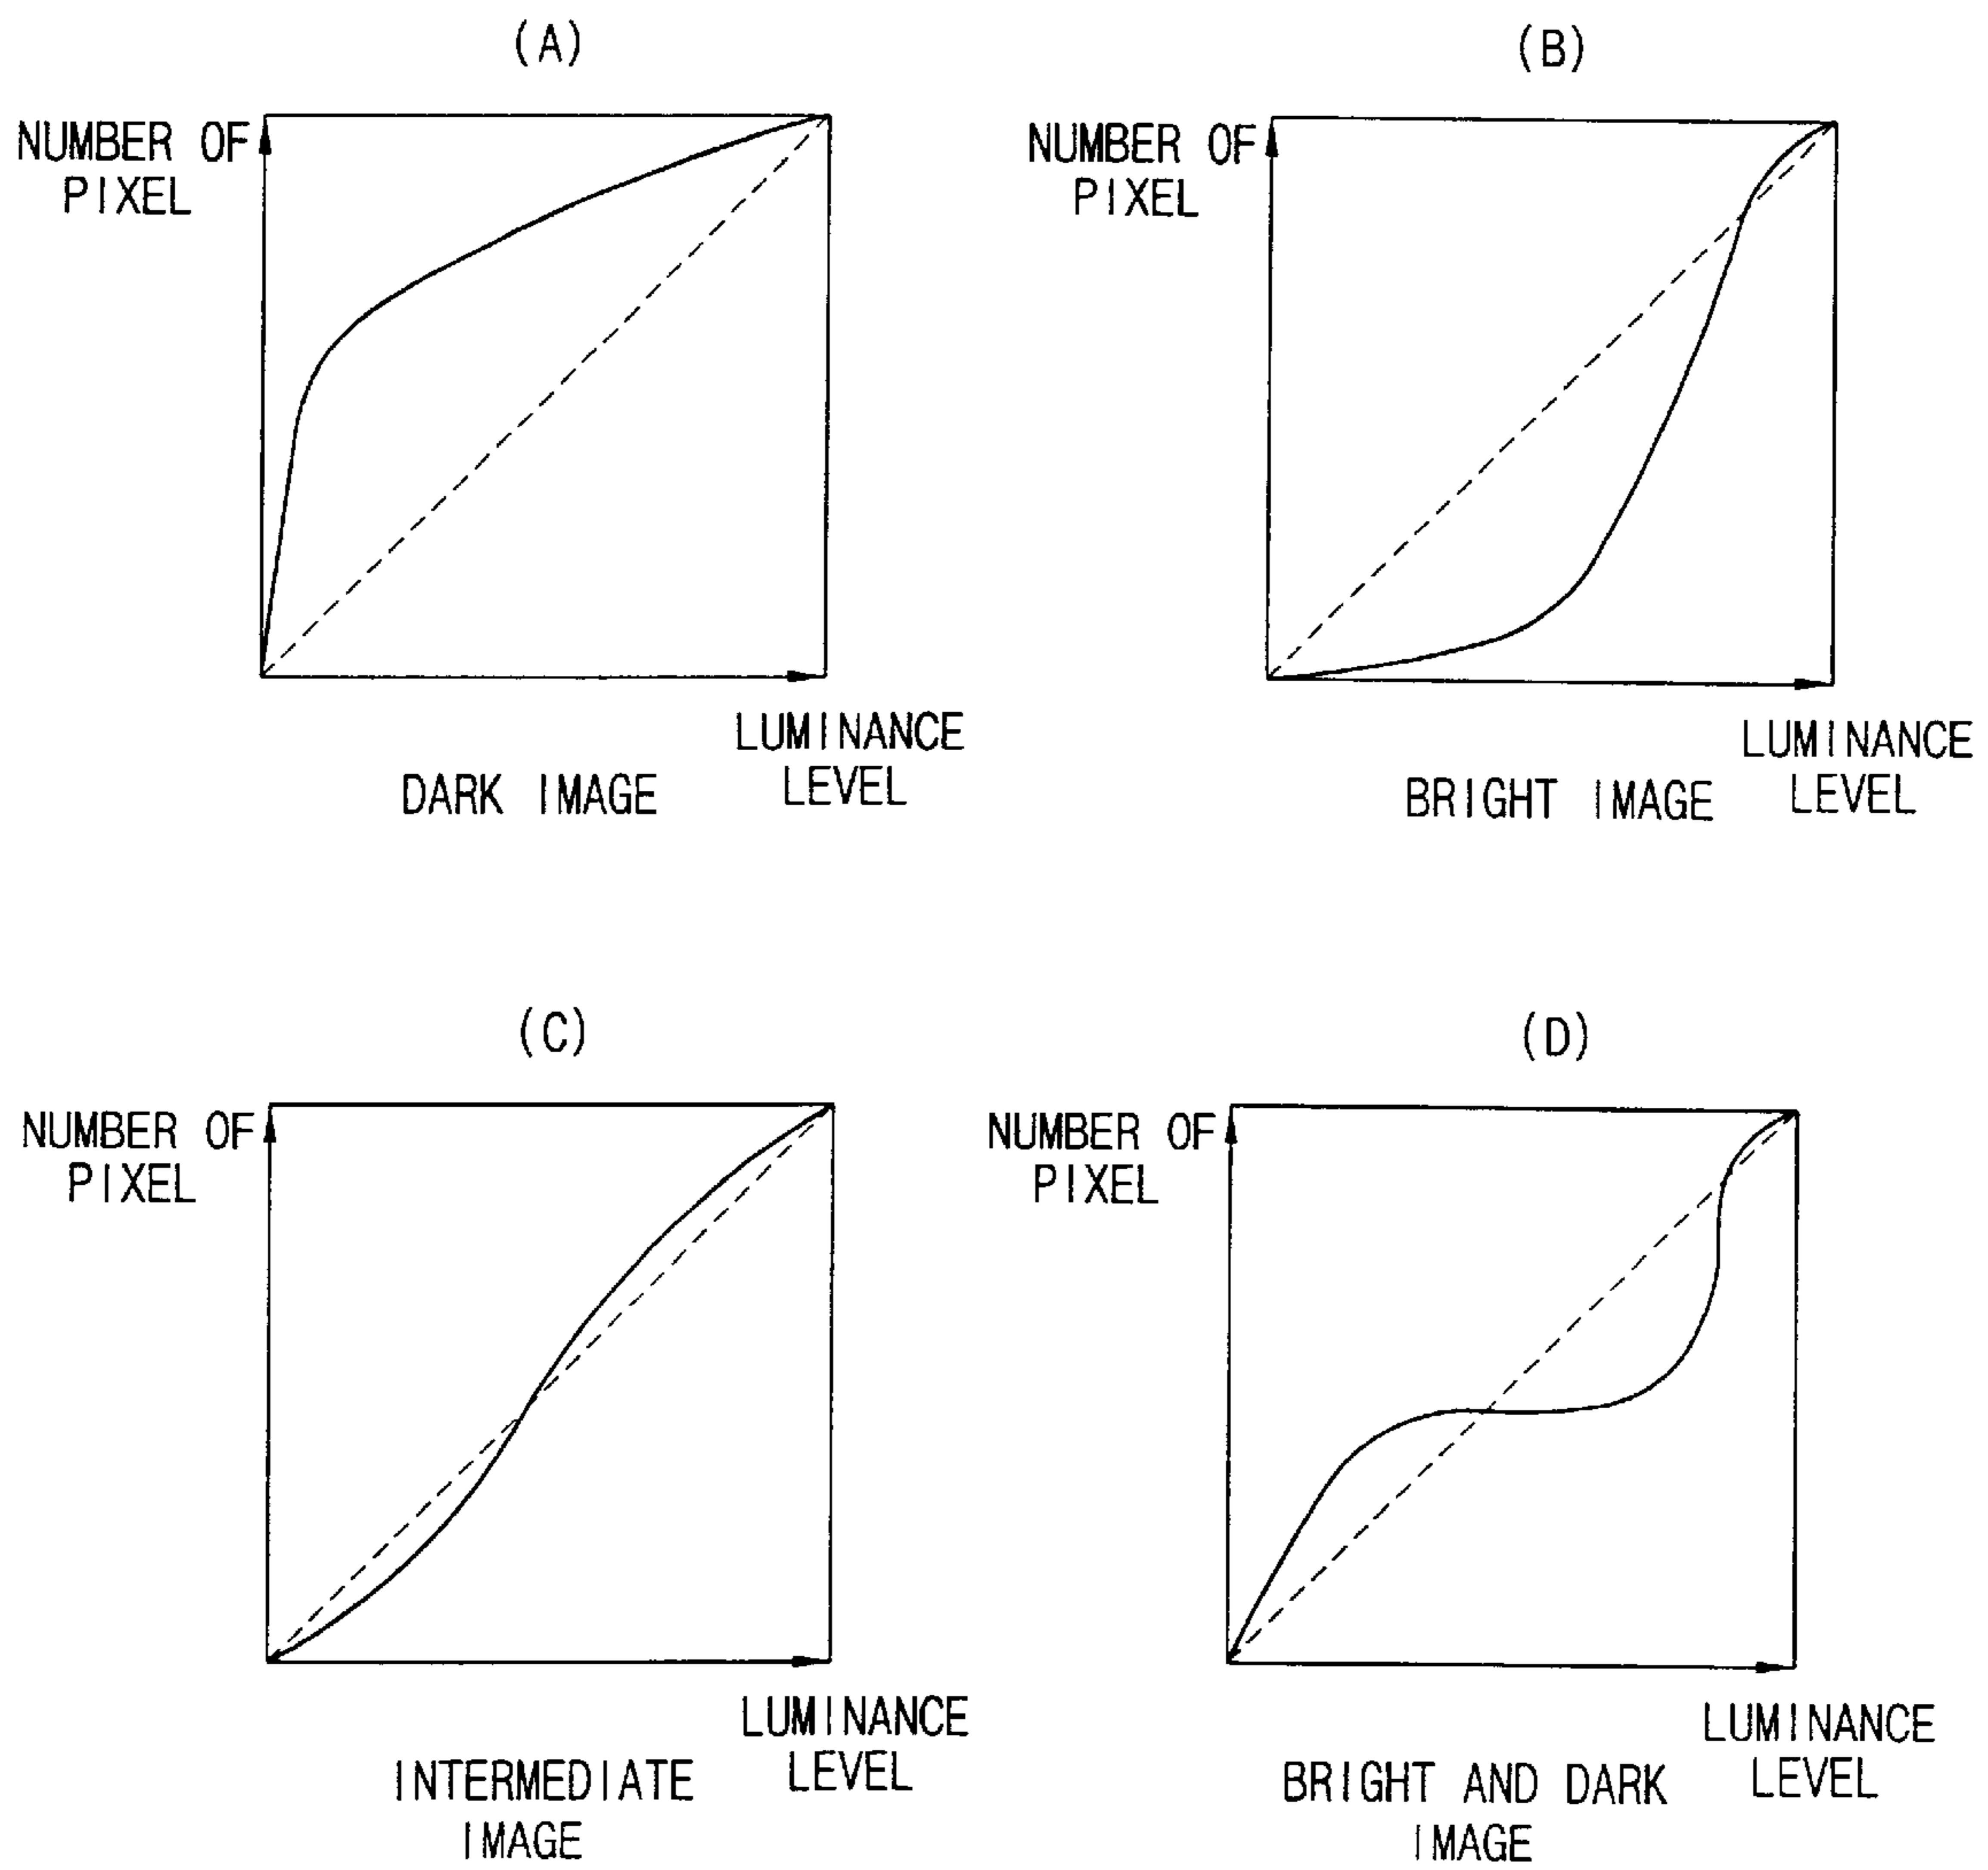 (A)
NUMBER OF
PIXEL
LUMINANCE
LEVEL
DARK IMAGE
(B)
NUMBER OF
PIXEL
LUMINANCE
LEVEL
BRIGHT IMAGE
(C)
NUMBER OF
PIXEL
LUMINANCE
LEVEL
INTERMEDIATE
IMAGE
(D)
NUMBER OF
PIXEL
LUMINANCE
LEVEL
BRIGHT AND DARK
IMAGE